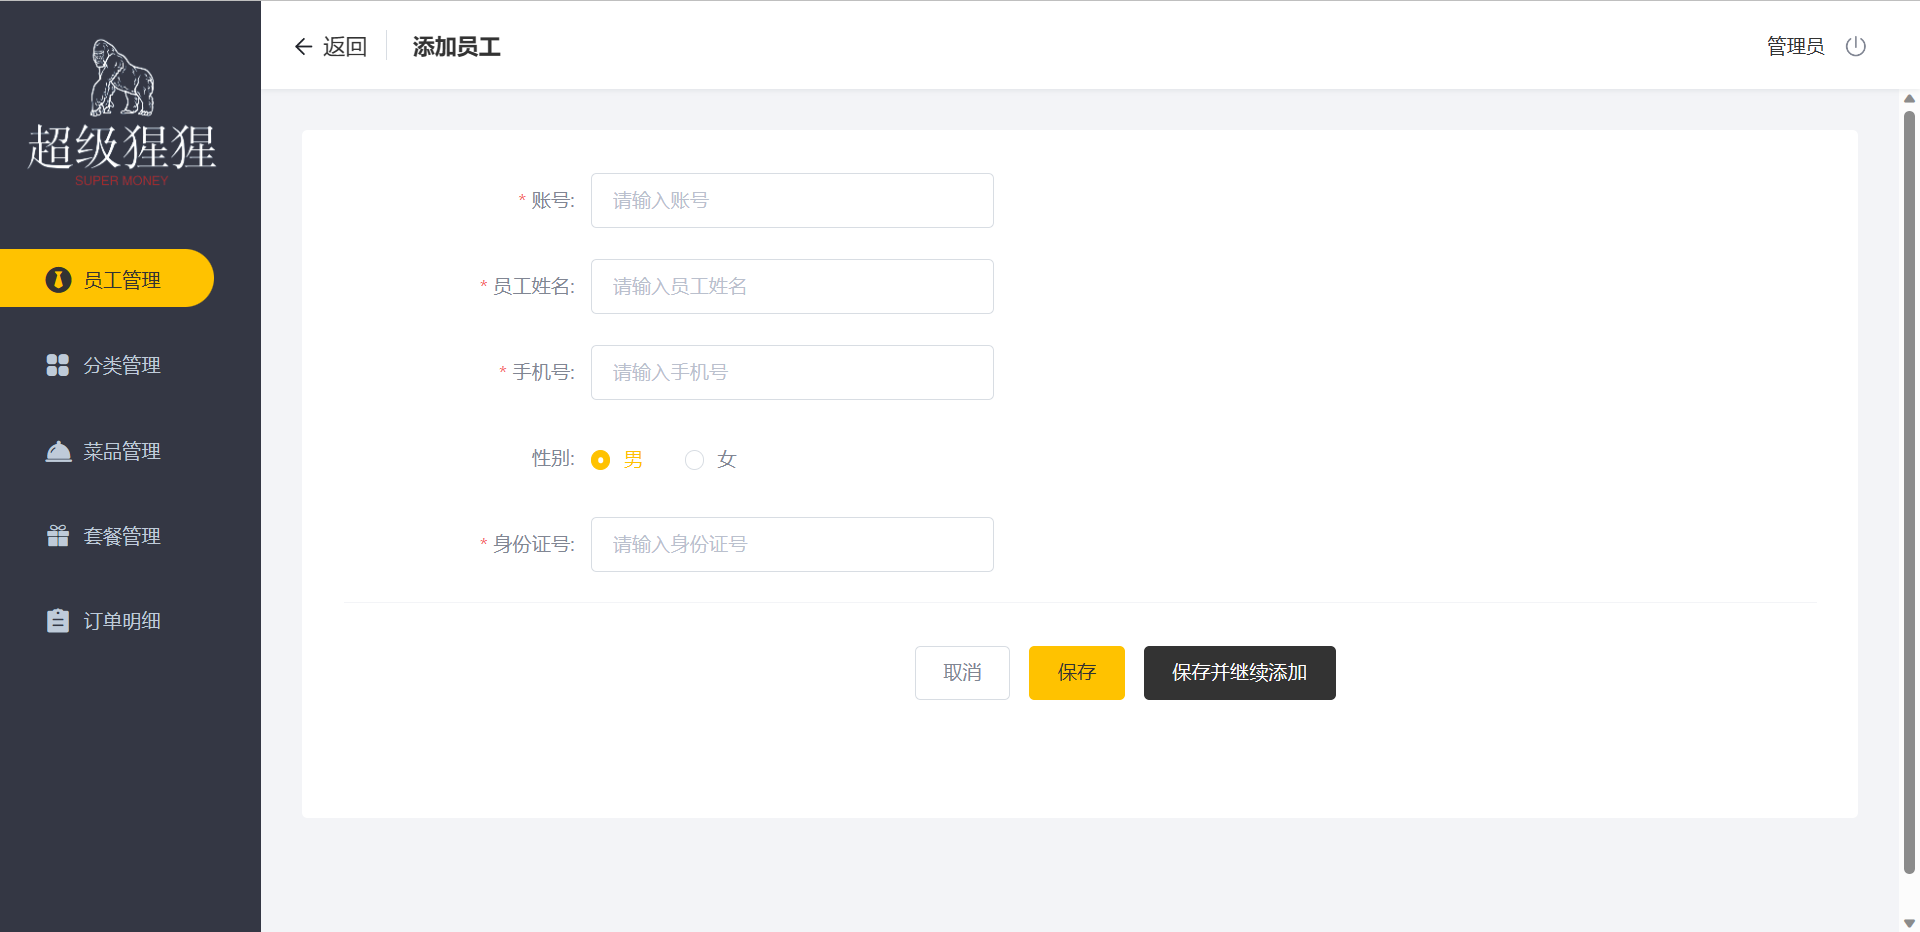 超级猩猩
SUPER MONEY
员工管理
分类管理
菜品管理
套餐管理
订单明细
返回
添加员工
管理员
* 账号: 请输入账号
* 员工姓名: 请输入员工姓名
* 手机号: 请输入手机号
性别: 男 女
* 身份证号: 请输入身份证号
取消 保存 保存并继续添加